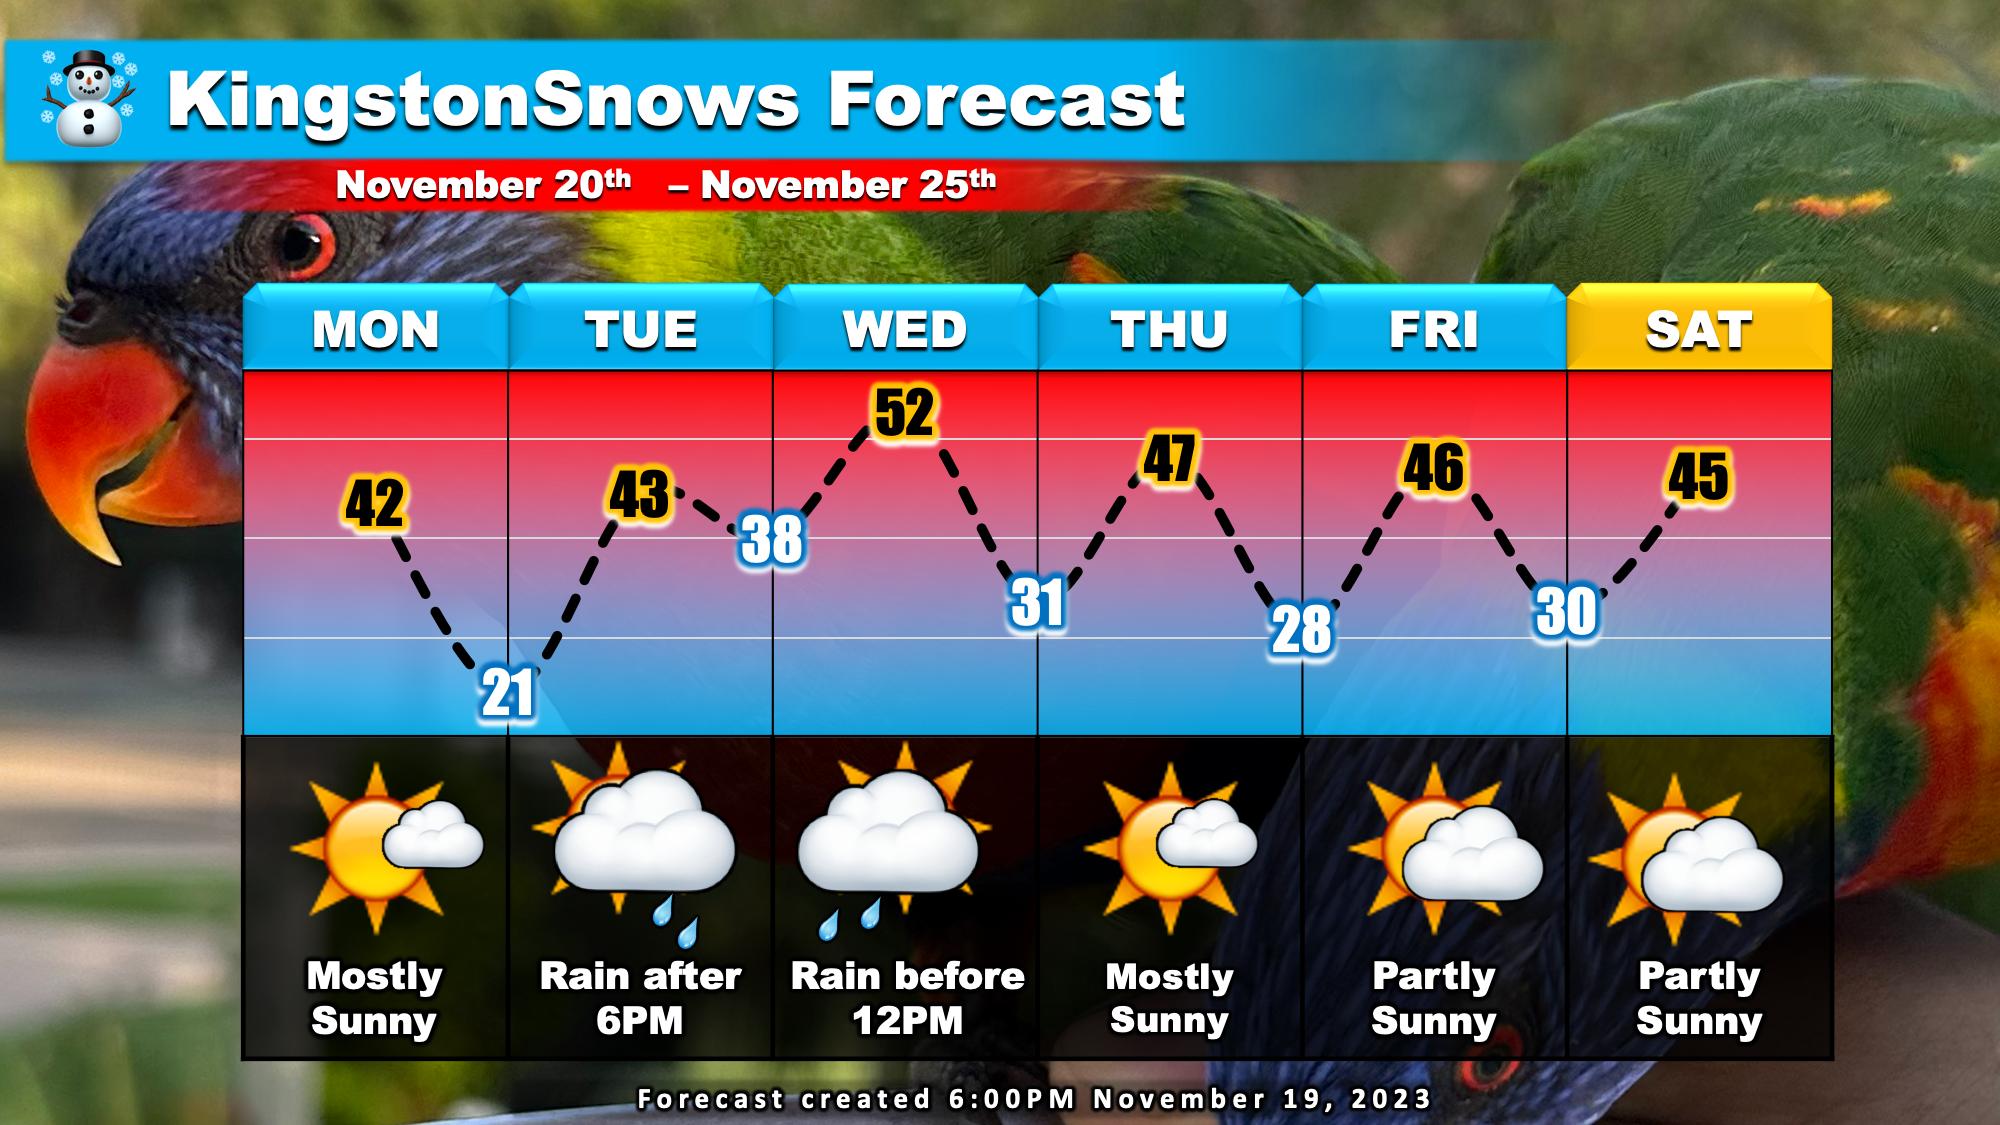 KingstonSnows Forecast
November 20th – November 25th
MON TUE WED THU FRI SAT
42 21 43 38 52 31 47 28 46 30 45
Mostly
Sunny
Rain after
6PM
Rain before
12PM
Mostly
Sunny
Partly
Sunny
Partly
Sunny
Forecast created 6:00PM November 19, 2023